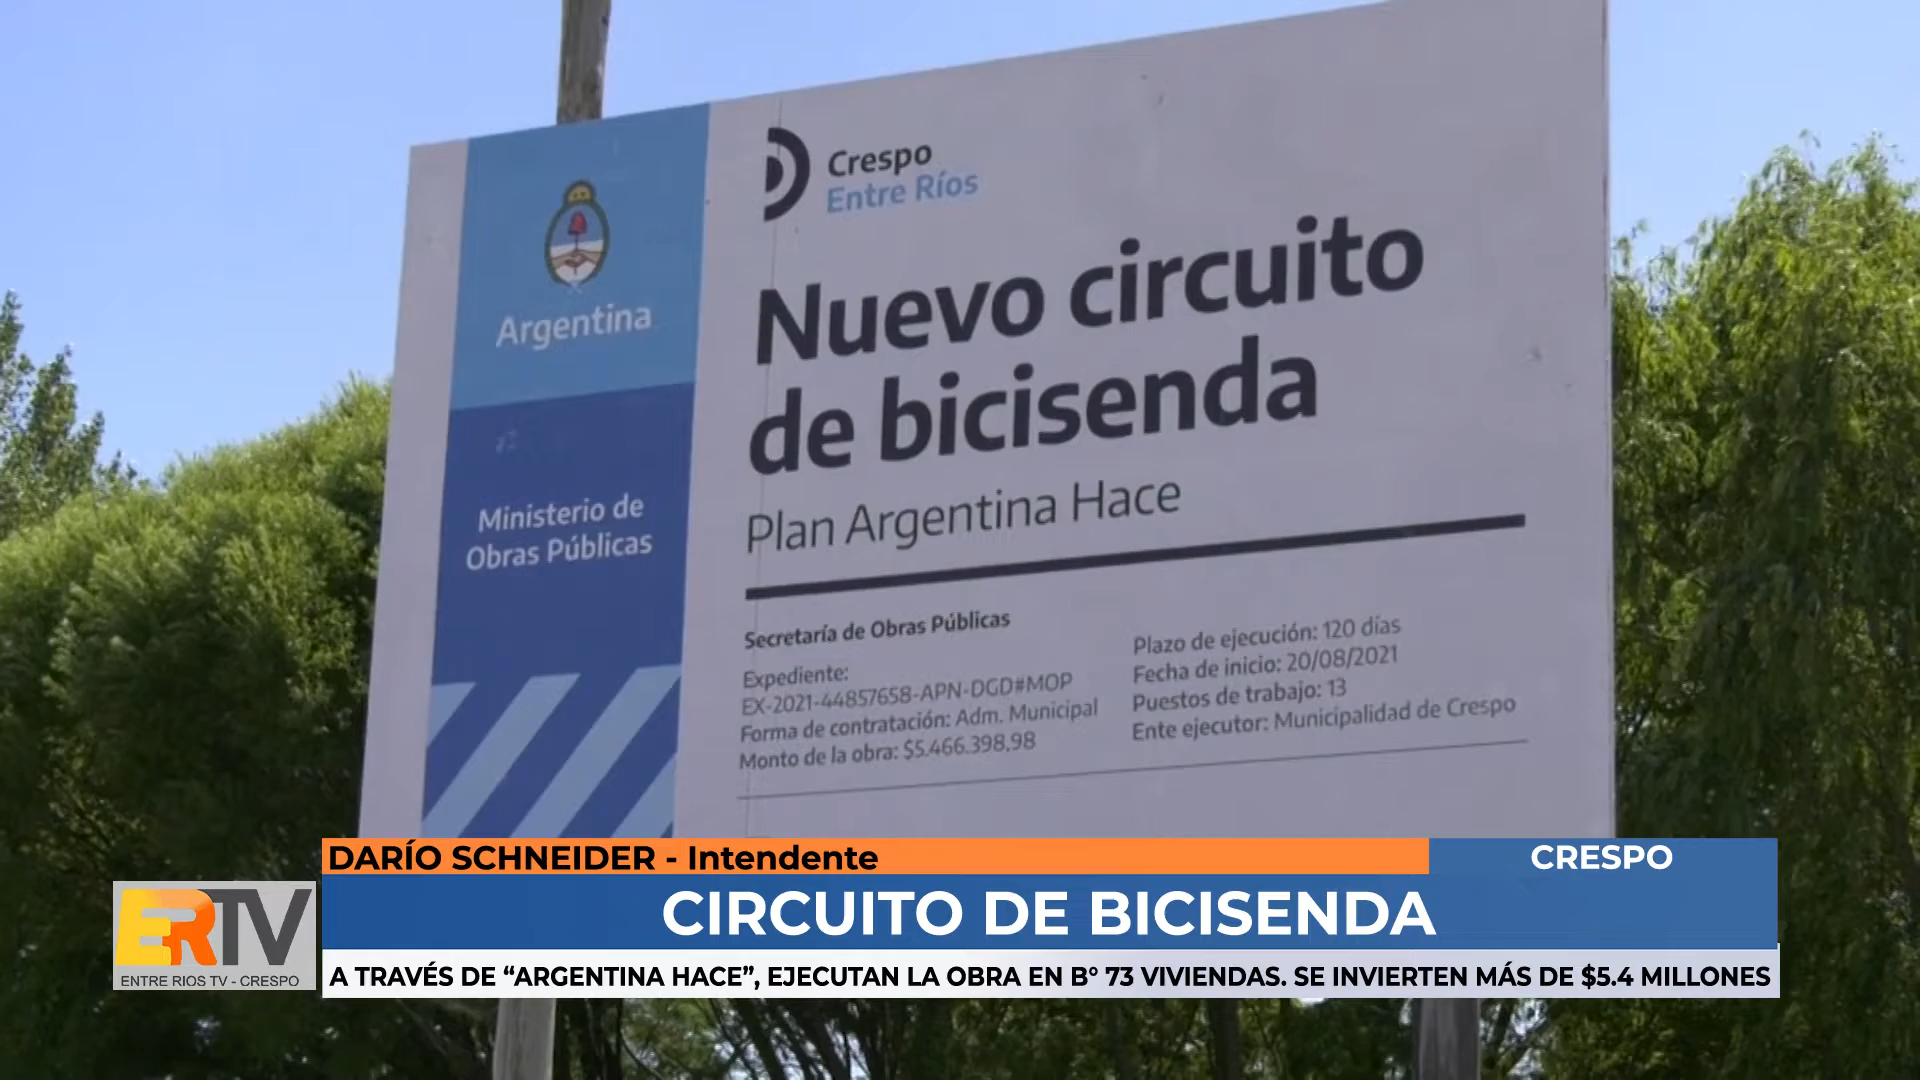 Crespo
Entre Ríos
Argentina
Nuevo circuito
de bicisenda
Plan Argentina Hace
Ministerio de
Obras Públicas
Secretaría de Obras Públicas
Expediente:
EX-2021-44857658-APN-DGD#MOP
Forma de contratación: Adm. Municipal
Monto de la obra: $5.466.398,98
Plazo de ejecución: 120 días
Fecha de inicio: 20/08/2021
Puestos de trabajo: 13
Ente ejecutor: Municipalidad de Crespo
DARÍO SCHNEIDER - Intendente
CRESPO
CIRCUITO DE BICISENDA
A TRAVÉS DE “ARGENTINA HACE”, EJECUTAN LA OBRA EN B° 73 VIVIENDAS. SE INVIERTEN MÁS DE $5.4 MILLONES
ERTV
ENTRE RIOS TV - CRESPO